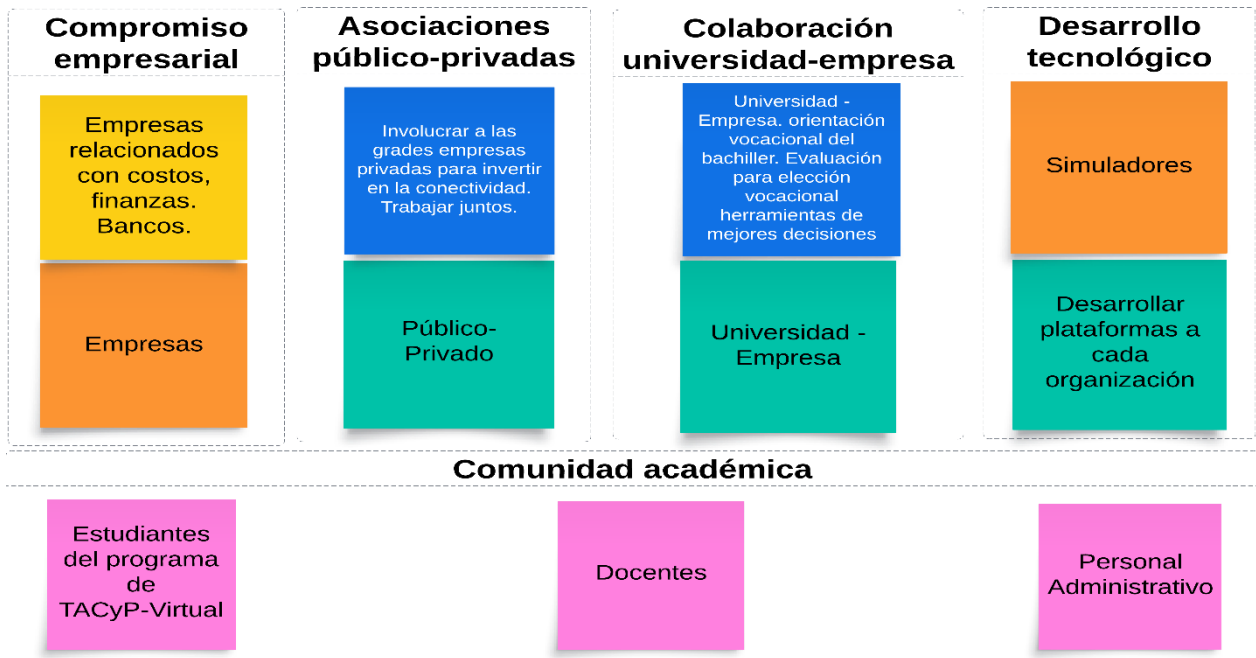 Compromiso
empresarial
Empresas
relacionados
con costos,
finanzas.
Bancos.
Empresas
Asociaciones
público-privadas
Involucrar a las
grades empresas
privadas para invertir
en la conectividad.
Trabajar juntos.
Público-
Privado
Colaboración
universidad-empresa
Universidad -
Empresa. orientación
vocacional del
bachiller. Evaluación
para elección
vocacional
herramientas de
mejores decisiones
Universidad -
Empresa
Desarrollo
tecnológico
Simuladores
Desarrollar
plataformas a
cada
organización
Comunidad académica
Estudiantes
del programa
de
TACyP-Virtual
Docentes
Personal
Administrativo